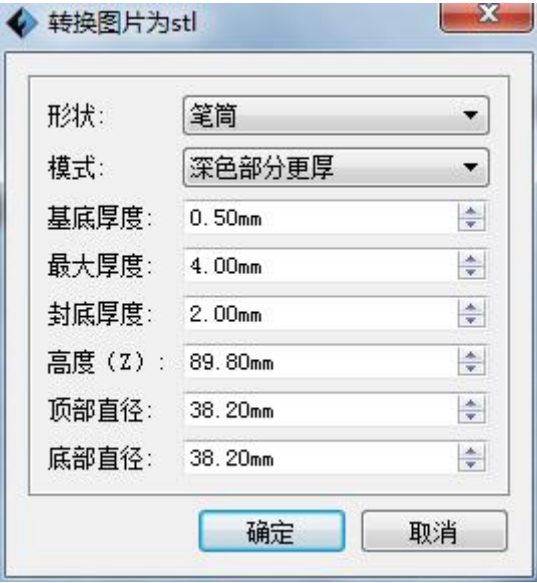 转换图片为stl
形状: 笔筒
模式: 深色部分更厚
基底厚度: 0.50mm
最大厚度: 4.00mm
封底厚度: 2.00mm
高度（Z）: 89.80mm
顶部直径: 38.20mm
底部直径: 38.20mm
确定 取消